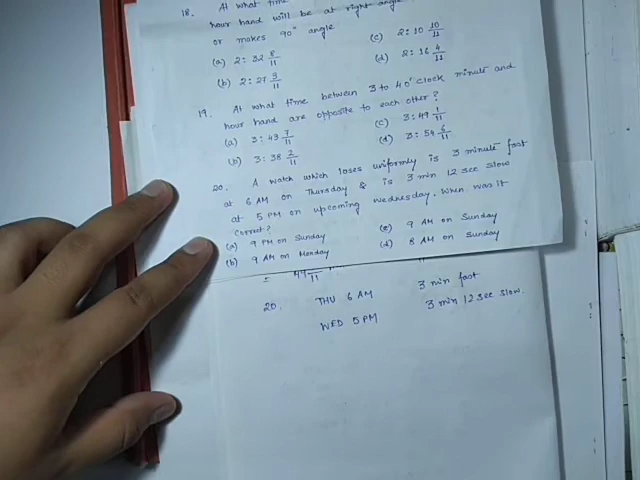 18. At what time
hour hand will be at right angle
or makes 90° angle
(a) 2: 32 8/11 (c) 2: 10 10/11
(b) 2: 27 3/11 (d) 2: 16 4/11
19. At what time between 3 to 4 o'clock minute and
hour hand are opposite to each other?
(a) 3: 43 7/11 (c) 3: 49 1/11
(b) 3: 38 2/11 (d) 3: 54 6/11
20. A watch which loses uniformly is 3 minute fast
at 6 AM on Thursday & is 3 min 12 sec slow
at 5 PM on upcoming wednesday. When was it
correct?
(a) 9 PM on Sunday (c) 9 AM on Sunday
(b) 9 AM on Monday (d) 8 AM on Sunday
20. THU 6 AM 3 min fast
WED 5 PM 3 min 12 sec slow.